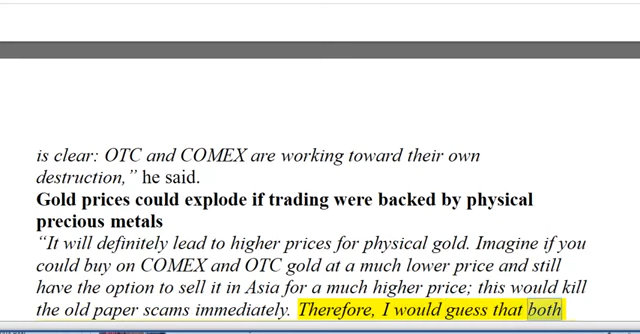 is clear: OTC and COMEX are working toward their own
destruction,” he said.
Gold prices could explode if trading were backed by physical
precious metals
“It will definitely lead to higher prices for physical gold. Imagine if you
could buy on COMEX and OTC gold at a much lower price and still
have the option to sell it in Asia for a much higher price; this would kill
the old paper scams immediately. Therefore, I would guess that both